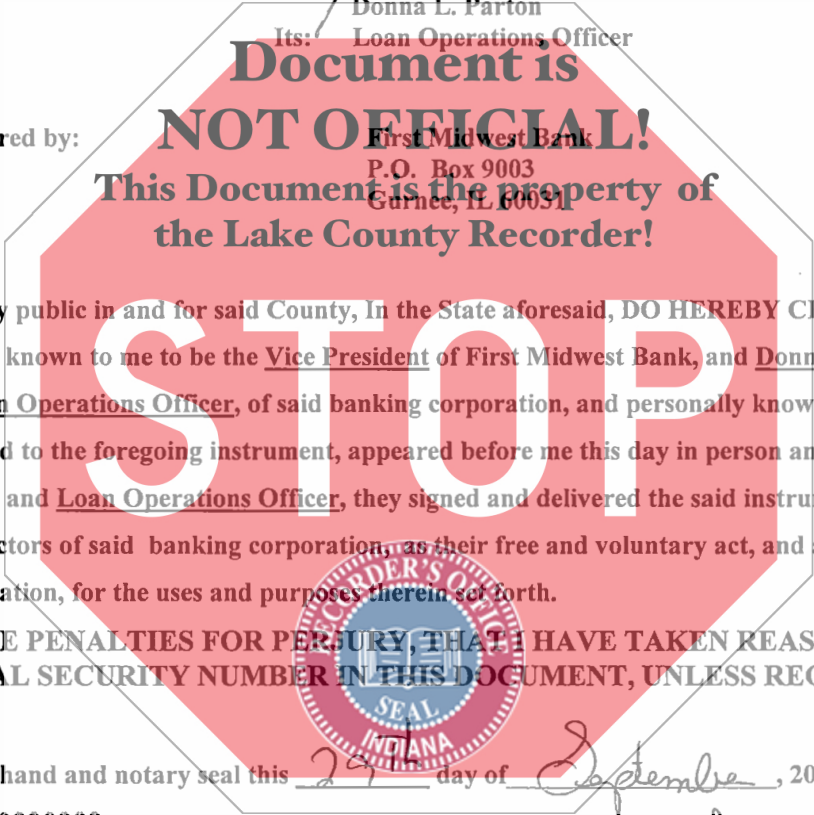 Donna L. Parton
Its: Loan Operations Officer
Document is
NOT OFFICIAL!
red by: First Midwest Bank
P.O. Box 9003
This Document is the property of
Gurnee, IL 60031
the Lake County Recorder!
STOP
y public in and for said County, In the State aforesaid, DO HEREBY C
known to me to be the Vice President of First Midwest Bank, and Donn
n Operations Officer, of said banking corporation, and personally know
d to the foregoing instrument, appeared before me this day in person an
and Loan Operations Officer, they signed and delivered the said instru
ctors of said banking corporation, as their free and voluntary act, and
ation, for the uses and purposes therein set forth.
RECORDER'S OFFICE
E PENALTIES FOR PERJURY, THAT I HAVE TAKEN REAS
AL SECURITY NUMBER IN THIS DOCUMENT, UNLESS REQ
SEAL
INDIANA
hand and notary seal this 29th day of September, 20